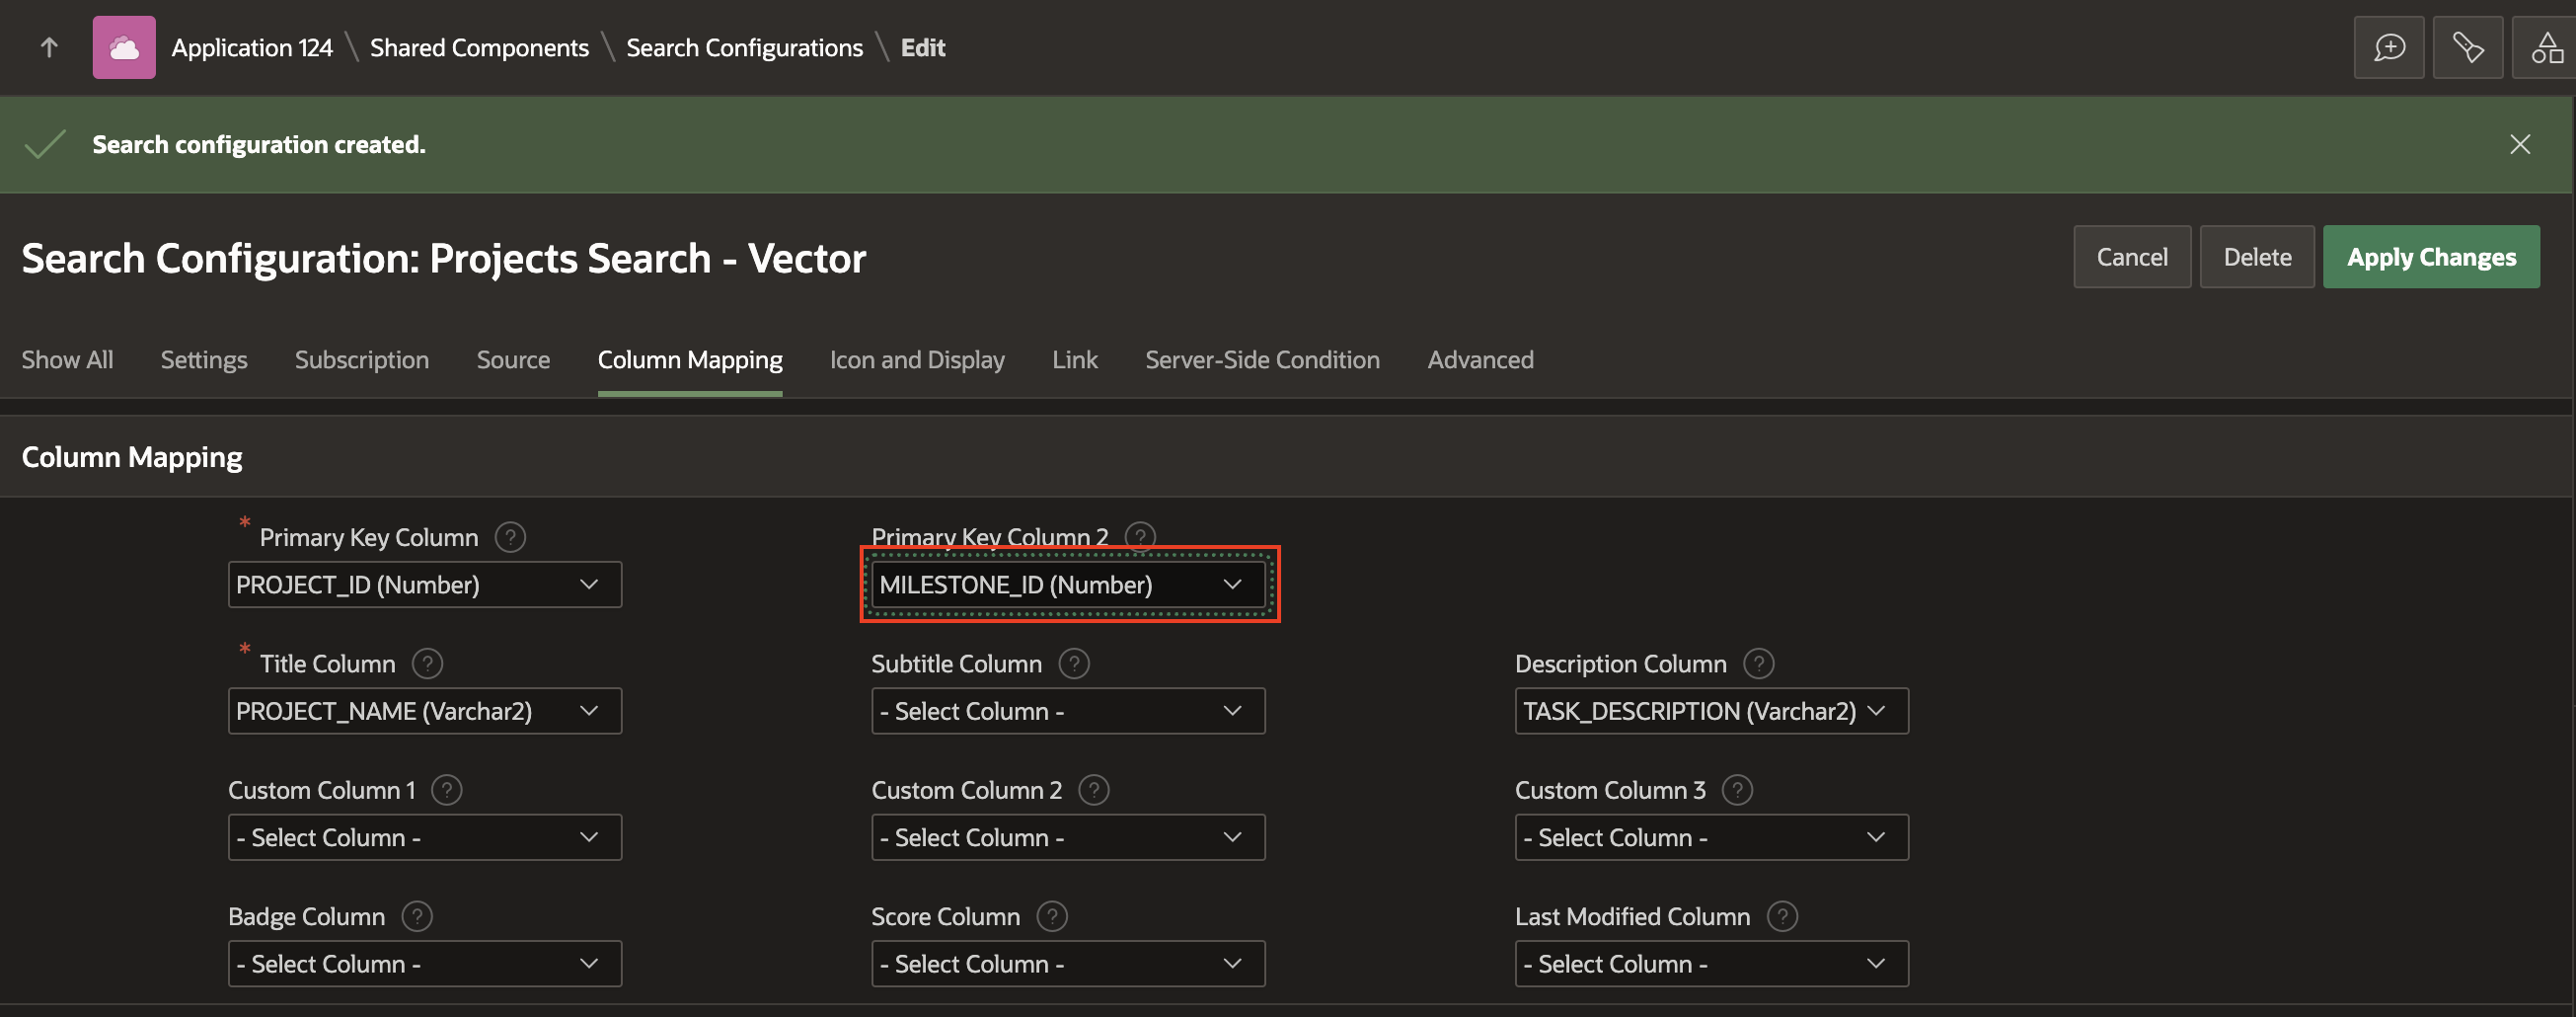 Application 124 \ Shared Components \ Search Configurations \ Edit
Search configuration created.
Search Configuration: Projects Search - Vector
Cancel Delete Apply Changes
Show All Settings Subscription Source Column Mapping Icon and Display Link Server-Side Condition Advanced
Column Mapping
* Primary Key Column ? Primary Key Column 2 ?
PROJECT_ID (Number) MILESTONE_ID (Number)
* Title Column ? Subtitle Column ? Description Column ?
PROJECT_NAME (Varchar2) - Select Column - TASK_DESCRIPTION (Varchar2)
Custom Column 1 ? Custom Column 2 ? Custom Column 3 ?
- Select Column - - Select Column - - Select Column -
Badge Column ? Score Column ? Last Modified Column ?
- Select Column - - Select Column - - Select Column -